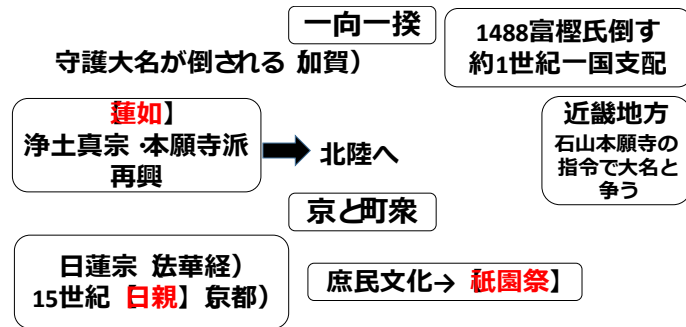 一向一揆
1488富樫氏倒す
約1世紀一国支配
守護大名が倒される（加賀）
【蓮如】
浄土真宗・本願寺派
再興
北陸へ
近畿地方
石山本願寺の
指令で大名と
争う
京と町衆
日蓮宗（法華経）
15世紀【日親】（京都）
庶民文化→【祇園祭】